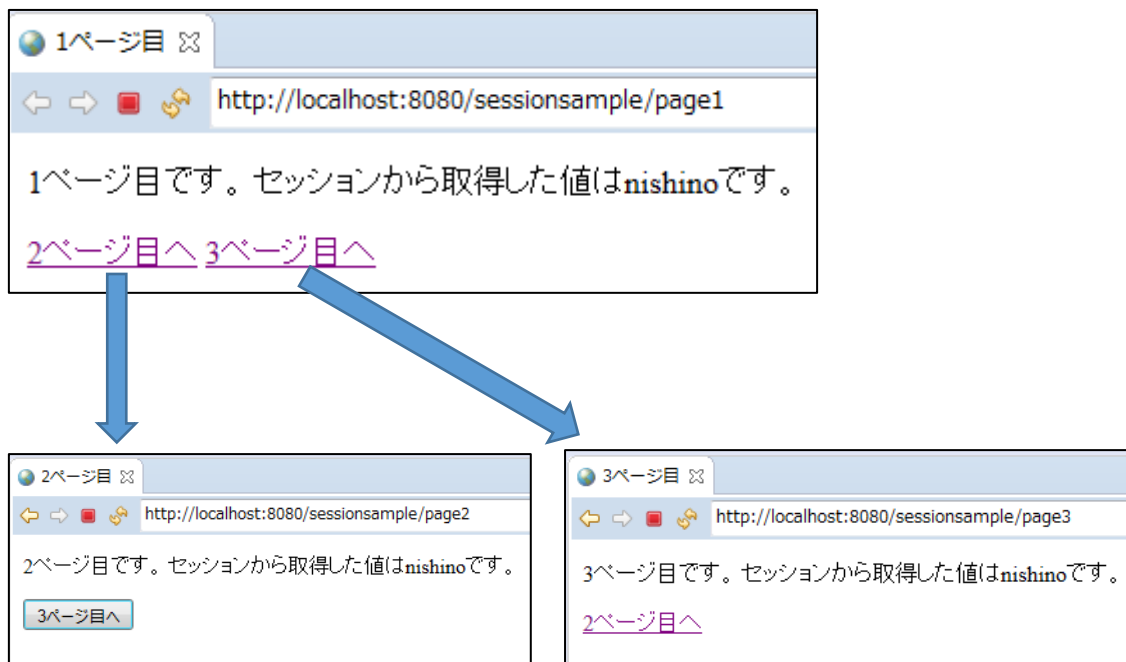 1ページ目
http://localhost:8080/sessionsample/page1
1ページ目です。セッションから取得した値はnishinoです。
2ページ目へ 3ページ目へ
2ページ目
http://localhost:8080/sessionsample/page2
2ページ目です。セッションから取得した値はnishinoです。
3ページ目へ
3ページ目
http://localhost:8080/sessionsample/page3
3ページ目です。セッションから取得した値はnishinoです。
2ページ目へ